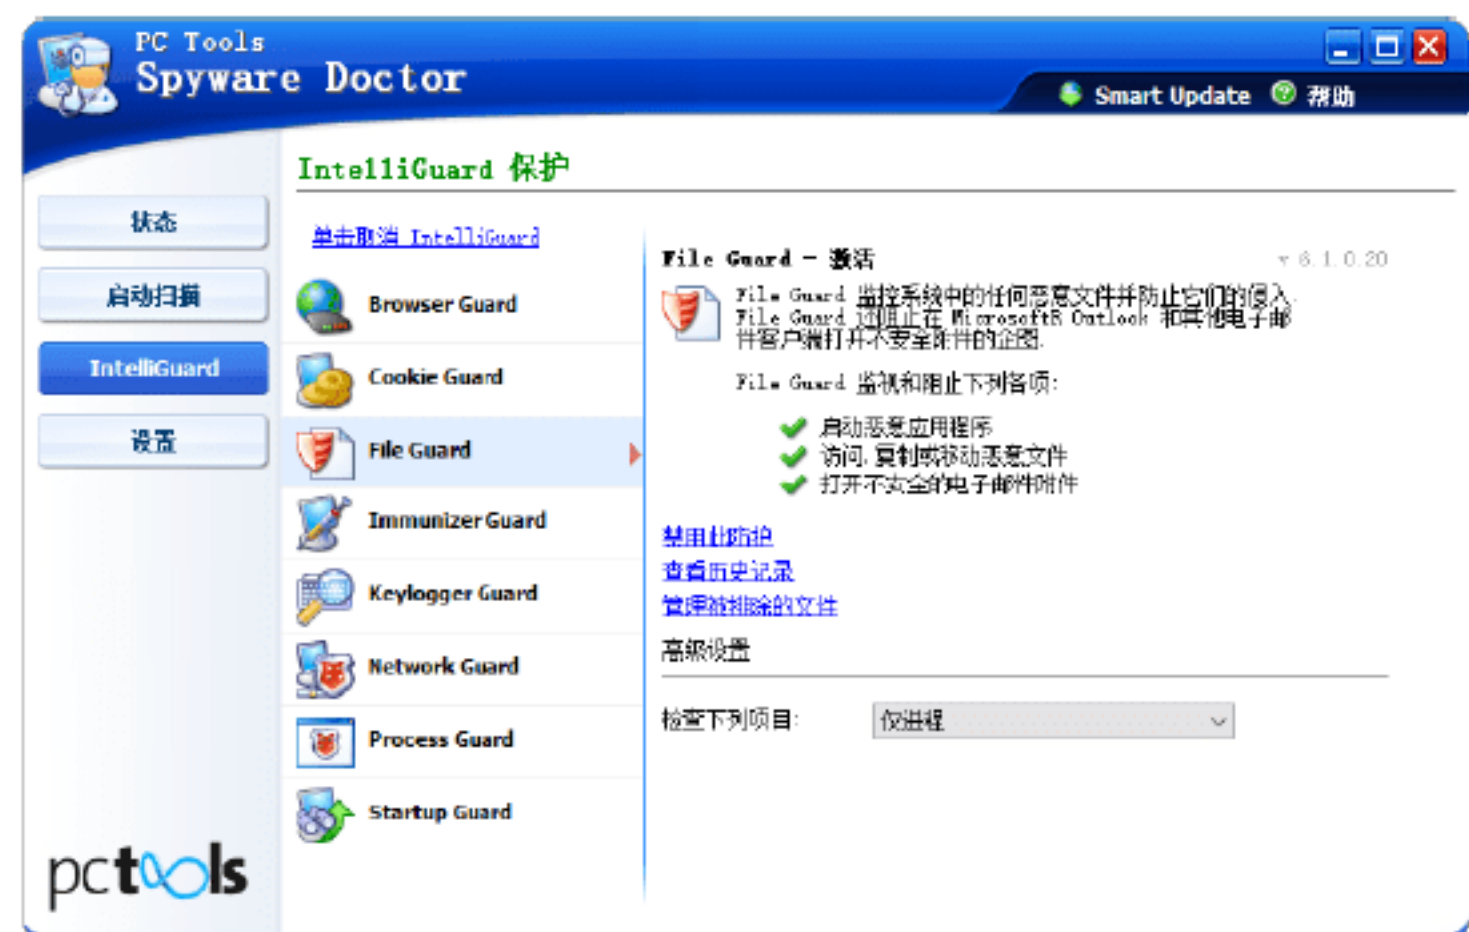 PC Tools
Spyware Doctor
Smart Update
帮助
IntelliGuard 保护
状态
启动扫描
IntelliGuard
设置
单击取消 IntelliGuard
Browser Guard
Cookie Guard
File Guard
Immunizer Guard
Keylogger Guard
Network Guard
Process Guard
Startup Guard
File Guard - 激活
v 6.1.0.20
File Guard 监控系统中的任何恶意文件并防止它们的侵入.
File Guard 还阻止在 MicrosoftR Outlook 和其他电子邮
件客户端打开不安全附件的企图.
File Guard 监视和阻止下列各项:
启动恶意应用程序
访问, 复制或移动恶意文件
打开不安全的电子邮件附件
禁用此防护
查看历史记录
管理被排除的文件
高级设置
检查下列项目:
仅进程
pctools